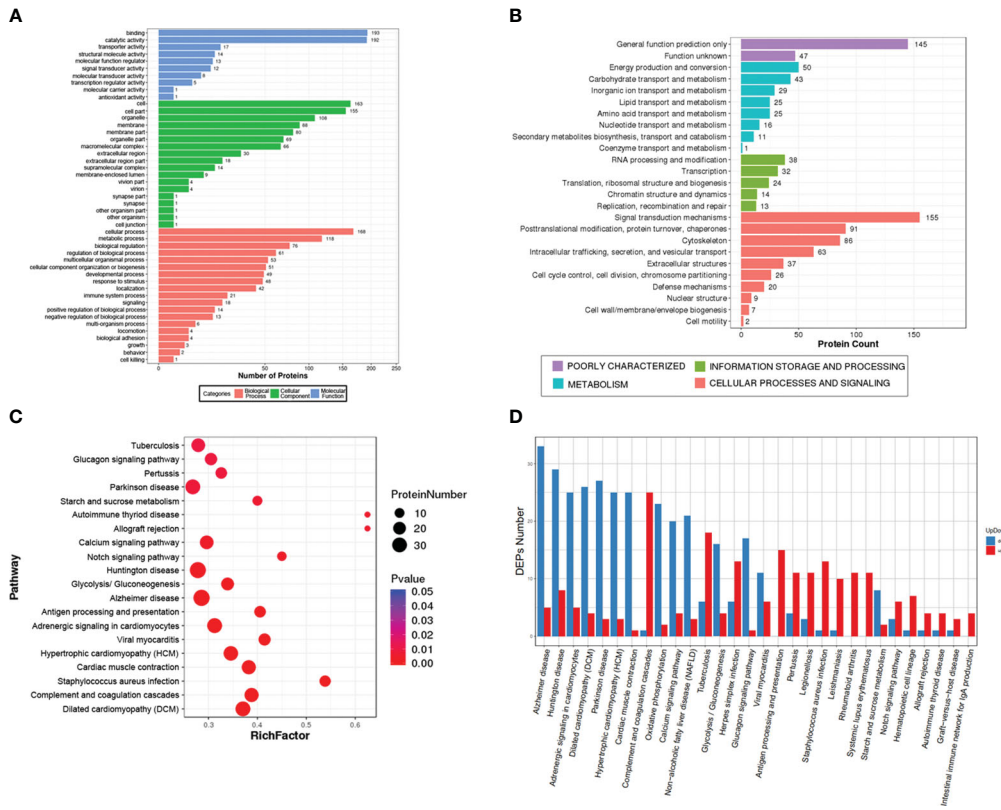 A
binding 193
catalytic activity 192
transporter activity 17
structural molecule activity 14
molecular function regulator 13
signal transducer activity 12
molecular transducer activity
transcription regulator activity 5
molecular carrier activity 1
antioxidant activity 1
cell 163
cell part 155
organelle 108
membrane
membrane part 80
organelle part 69
macromolecular complex 66
extracellular region 30
extracellular region part
supramolecular complex 14
membrane-enclosed lumen 9
virion part 4
virion 4
synapse part 1
synapse 1
other organism part 1
other organism 1
cell junction 1
cellular process 168
metabolic process 118
biological regulation 76
regulation of biological process 61
multicellular organismal process 53
cellular component organization or biogenesis 51
developmental process 49
response to stimulus 48
localization 42
immune system process 21
signaling
positive regulation of biological process 14
negative regulation of biological process 13
multi-organism process
locomotion 4
biological adhesion 4
growth 3
behavior 2
cell killing 1
0 50 100 150 200 250
Number of Proteins
Categories Biological Process Cellular Component Molecular Function
B
General function prediction only 145
Function unknown 47
Energy production and conversion 50
Carbohydrate transport and metabolism 43
Inorganic ion transport and metabolism 29
Lipid transport and metabolism 25
Amino acid transport and metabolism 25
Nucleotide transport and metabolism 16
Secondary metabolites biosynthesis, transport and catabolism 11
Coenzyme transport and metabolism 1
RNA processing and modification 38
Transcription 32
Translation, ribosomal structure and biogenesis 24
Chromatin structure and dynamics 14
Replication, recombination and repair 13
Signal transduction mechanisms 155
Posttranslational modification, protein turnover, chaperones 91
Cytoskeleton 86
Intracellular trafficking, secretion, and vesicular transport 63
Extracellular structures 37
Cell cycle control, cell division, chromosome partitioning 26
Defense mechanisms 20
Nuclear structure 9
Cell wall/membrane/envelope biogenesis 7
Cell motility 2
0 50 100 150
Protein Count
POORLY CHARACTERIZED INFORMATION STORAGE AND PROCESSING
METABOLISM CELLULAR PROCESSES AND SIGNALING
C
Pathway
Tuberculosis
Glucagon signaling pathway
Pertussis
Parkinson disease
Starch and sucrose metabolism
Autoimmune thyroid disease
Allograft rejection
Calcium signaling pathway
Notch signaling pathway
Huntington disease
Glycolysis/ Gluconeogenesis
Alzheimer disease
Antigen processing and presentation
Adrenergic signaling in cardiomyocytes
Viral myocarditis
Hypertrophic cardiomyopathy (HCM)
Cardiac muscle contraction
Staphylococcus aureus infection
Complement and coagulation cascades
Dilated cardiomyopathy (DCM)
0.3 0.4 0.5 0.6
RichFactor
ProteinNumber
10
20
30
Pvalue
0.05
0.04
0.03
0.02
0.01
0.00
D
DEPs Number
20
10
0
UpDo
Alzheimer disease
Huntington disease
Adrenergic signaling in cardiomyocytes
Dilated cardiomyopathy (DCM)
Parkinson disease
Hypertrophic cardiomyopathy (HCM)
Cardiac muscle contraction
Complement and coagulation cascades
Oxidative phosphorylation
Calcium signaling pathway
Non-alcoholic fatty liver disease (NAFLD)
Tuberculosis
Glycolysis / Gluconeogenesis
Herpes simplex infection
Glucagon signaling pathway
Viral myocarditis
Antigen processing and presentation
Pertussis
Legionellosis
Staphylococcus aureus infection
Leishmaniasis
Rheumatoid arthritis
Systemic lupus erythematosus
Starch and sucrose metabolism
Notch signaling pathway
Hematopoietic cell lineage
Allograft rejection
Autoimmune thyroid disease
Graft-versus-host disease
Intestinal immune network for IgA production